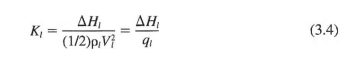 K_l = ΔH_l / (1/2)ρ_l V_l^2 = ΔH_l / q_l (3.4)